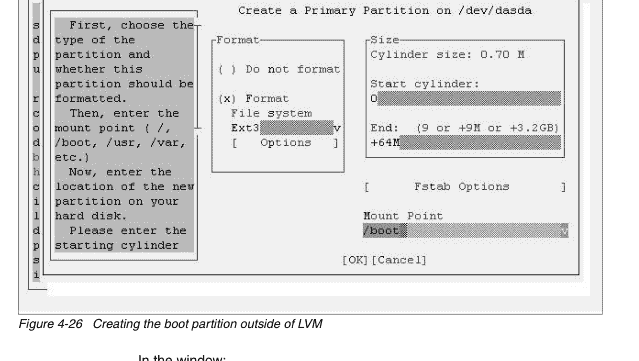 Create a Primary Partition on /dev/dasda
First, choose the
type of the
partition and
whether this
partition should be
formatted.
Then, enter the
mount point ( /,
/boot, /usr, /var,
etc.)
Now, enter the
location of the new
partition on your
hard disk.
Please enter the
starting cylinder
Format
( ) Do not format
(x) Format
File system
Ext3 v
[ Options ]
Size
Cylinder size: 0.70 M
Start cylinder:
0
End: (9 or +9M or +3.2GB)
+64M
[ Fstab Options ]
Mount Point
/boot v
[OK][Cancel]
s
d
p
u
r
c
o
d
b
h
c
i
l
d
p
s
i
Figure 4-26 Creating the boot partition outside of LVM
In the window: